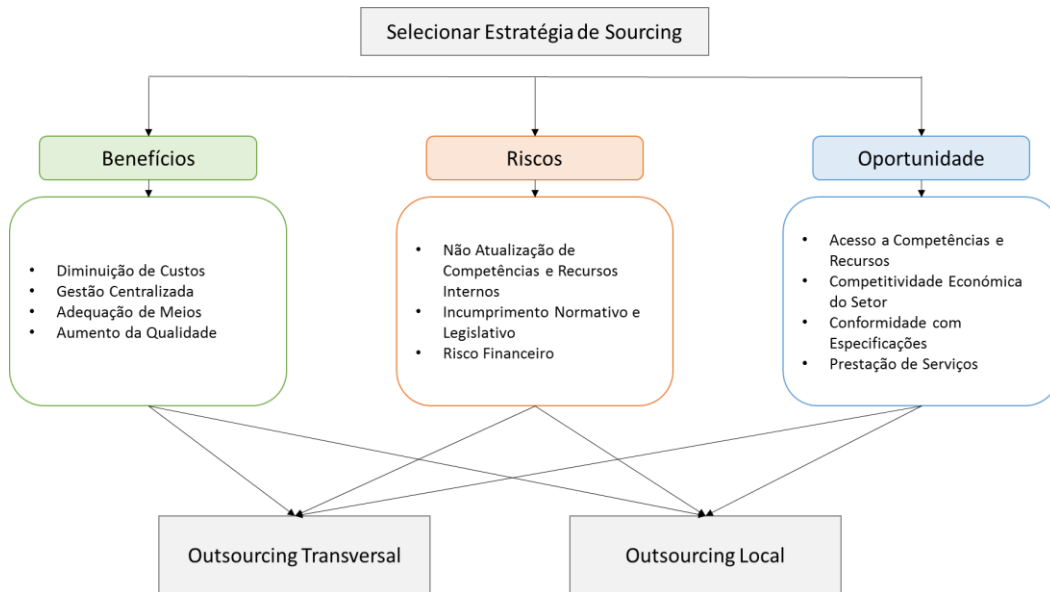 Selecionar Estratégia de Sourcing
Benefícios
Riscos
Oportunidade
• Diminuição de Custos
• Gestão Centralizada
• Adequação de Meios
• Aumento da Qualidade
• Não Atualização de
Competências e Recursos
Internos
• Incumprimento Normativo e
Legislativo
• Risco Financeiro
• Acesso a Competências e
Recursos
• Competitividade Económica
do Setor
• Conformidade com
Especificações
• Prestação de Serviços
Outsourcing Transversal
Outsourcing Local